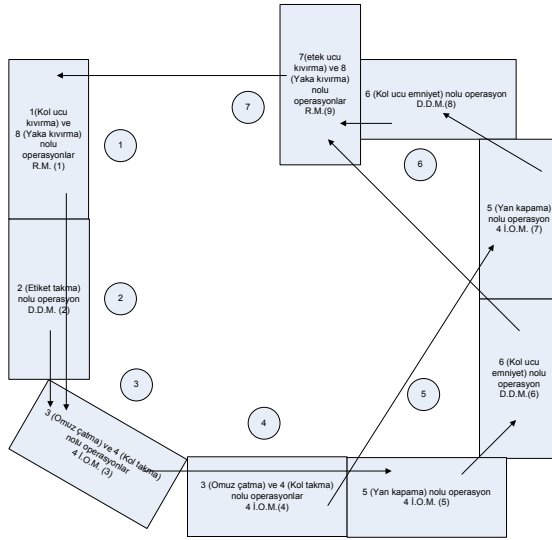 7(etek ucu
kıvırma) ve 8
(Yaka kıvırma)
nolu
operasyonlar
R.M.(9)
6 (Kol ucu emniyet) nolu operasyon
D.D.M.(8)
7
6
1(Kol ucu
kıvırma) ve
8 (Yaka kıvırma)
nolu
operasyonlar
R.M. (1)
1
5 (Yan kapama)
nolu operasyon
4 İ.O.M. (7)
2 (Etiket takma)
nolu operasyon
D.D.M. (2)
2
6 (Kol ucu
emniyet) nolu
operasyon
D.D.M.(6)
3
5
4
3 (Omuz çatma) ve 4 (Kol takma)
nolu operasyonlar
4 İ.O.M. (3)
3 (Omuz çatma) ve 4 (Kol takma)
nolu operasyonlar
4 İ.O.M.(4)
5 (Yan kapama) nolu operasyon
4 İ.O.M. (5)